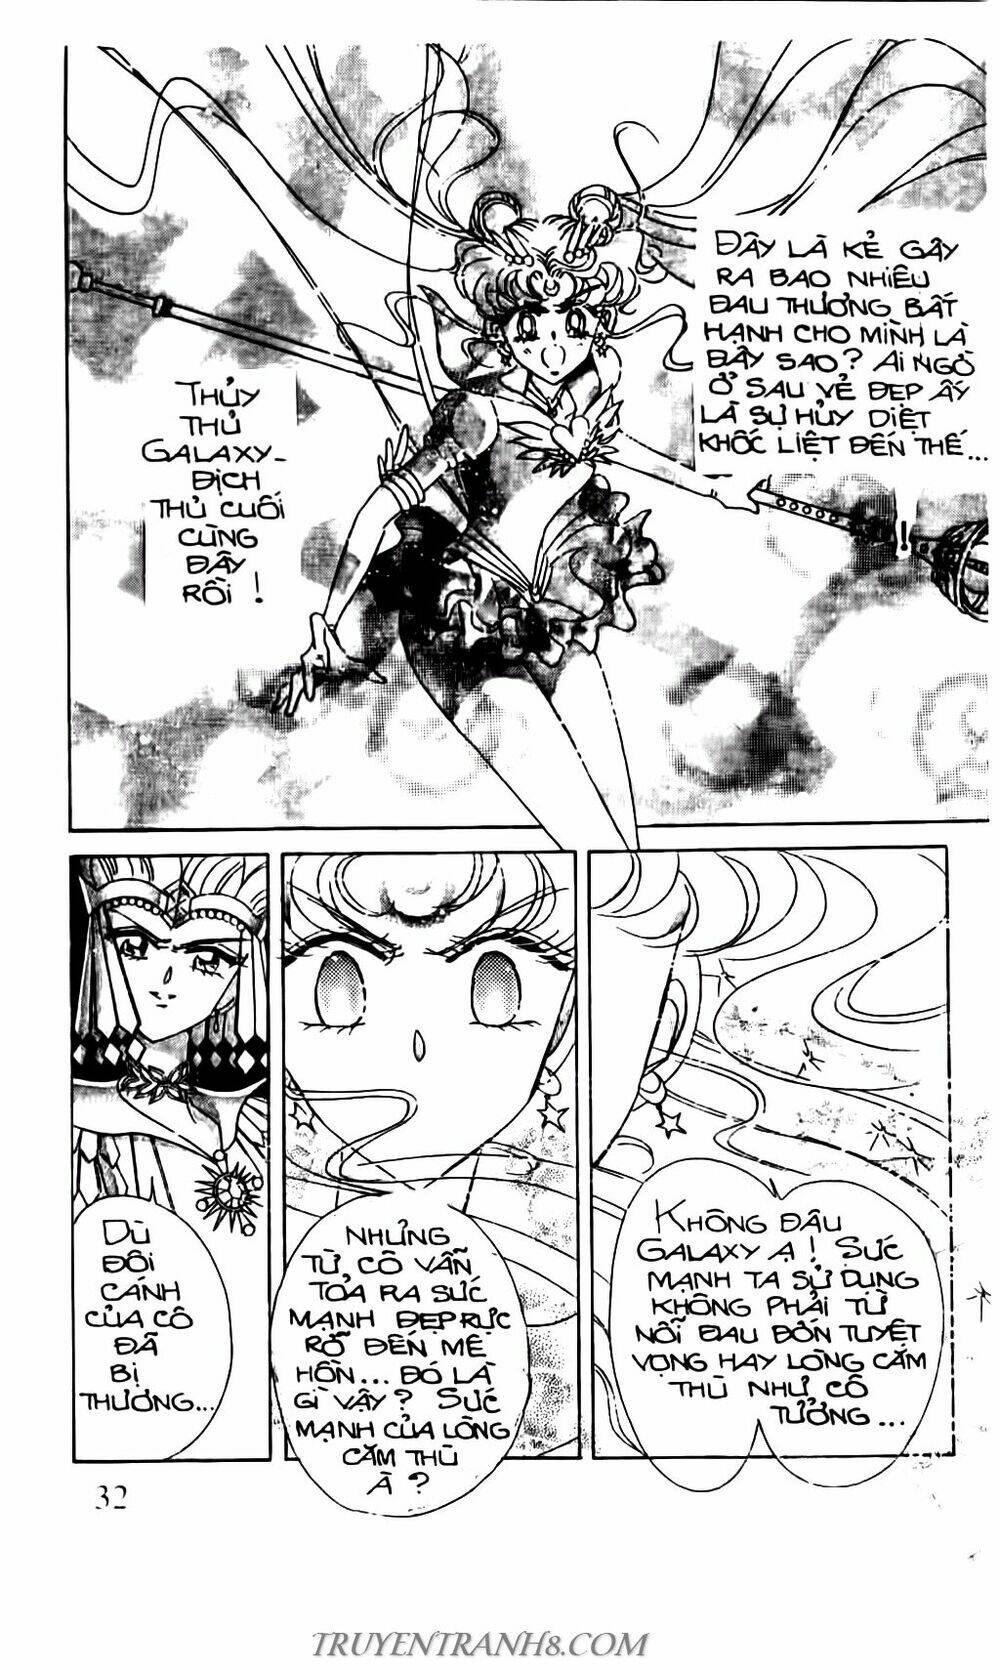 ĐÂY LÀ KẺ GÂY
RA BAO NHIÊU
ĐAU THƯƠNG BẤT
HẠNH CHO MÌNH LÀ
ĐÂY SAO? AI NGỜ
Ở SAU VẺ ĐẸP ẤY
LÀ SỰ HỦY DIỆT
KHỐC LIỆT ĐẾN THẾ...
!
THỦY
THỦ
GALAXY_
ĐỊCH
THỦ CUỐI
CÙNG
ĐÂY
RỒI!
DÙ
ĐÔI
CÁNH
CỦA CÔ
ĐÃ
BỊ
THƯƠNG...
NHƯNG
TỪ CÔ VẪN
TỎA RA SỨC
MẠNH ĐẸP RỰC
RỠ ĐẾN MÊ
HỒN... ĐÓ LÀ
GÌ VẬY? SỨC
MẠNH CỦA LÒNG
CĂM THÙ
À?
KHÔNG ĐÂU
GALAXY Ạ! SỨC
MẠNH TA SỬ DỤNG
KHÔNG PHẢI TỪ
NỖI ĐAU ĐỚN TUYỆT
VỌNG HAY LÒNG CĂM
THÙ NHƯ CÔ
TƯỞNG...
32
TRUYENTRANH8.COM